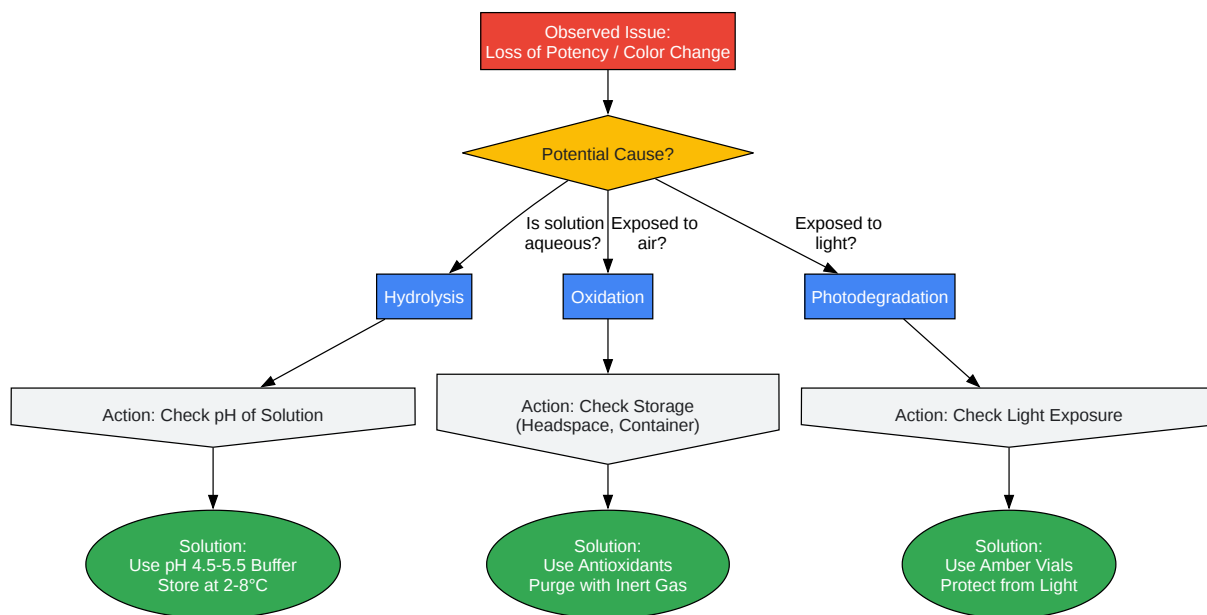 Observed Issue:
Loss of Potency / Color Change
Potential Cause?
Is solution
aqueous?
Exposed to
air?
Exposed to
light?
Hydrolysis
Oxidation
Photodegradation
Action: Check pH of Solution
Action: Check Storage
(Headspace, Container)
Action: Check Light Exposure
Solution:
Use pH 4.5-5.5 Buffer
Store at 2-8°C
Solution:
Use Antioxidants
Purge with Inert Gas
Solution:
Use Amber Vials
Protect from Light